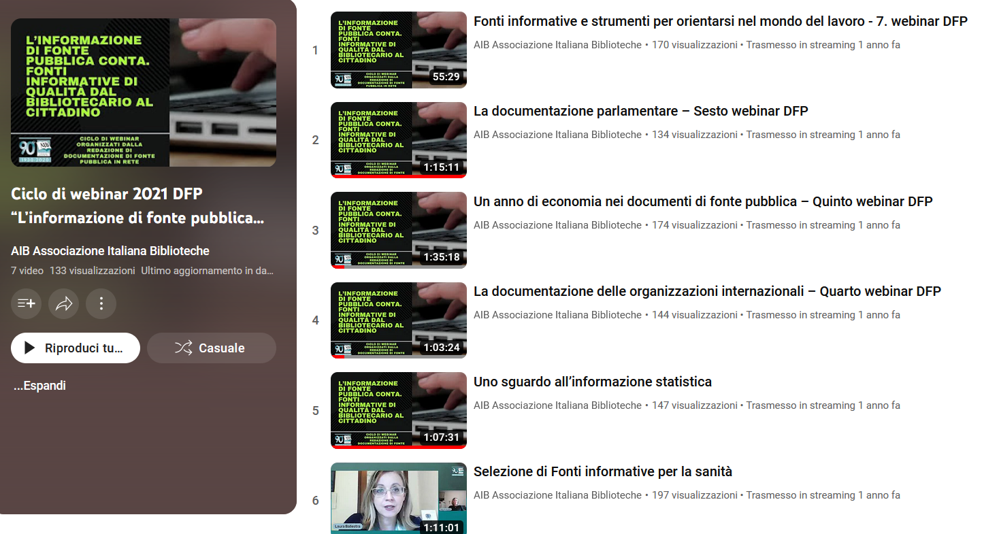 L'INFORMAZIONE
DI FONTE
PUBBLICA CONTA.
FONTI
INFORMATIVE DI
QUALITÀ DAL
BIBLIOTECARIO AL
CITTADINO
90°
AIB
1930-2020
CICLO DI WEBINAR
ORGANIZZATI DALLA
REDAZIONE DI
DOCUMENTAZIONE DI FONTE
PUBBLICA IN RETE
Ciclo di webinar 2021 DFP
“L’informazione di fonte pubblica...
AIB Associazione Italiana Biblioteche
7 video 133 visualizzazioni Ultimo aggiornamento in da...
Riproduci tu...
Casuale
...Espandi
1
L'INFORMAZIONE
DI FONTE
PUBBLICA CONTA.
FONTI
INFORMATIVE DI
QUALITÀ DAL
BIBLIOTECARIO AL
CITTADINO
90°
CICLO DI WEBINAR
ORGANIZZATI DALLA
REDAZIONE DI
DOCUMENTAZIONE DI FONTE
PUBBLICA IN RETE
55:29
Fonti informative e strumenti per orientarsi nel mondo del lavoro - 7. webinar DFP
AIB Associazione Italiana Biblioteche • 170 visualizzazioni • Trasmesso in streaming 1 anno fa
2
L'INFORMAZIONE
DI FONTE
PUBBLICA CONTA.
FONTI
INFORMATIVE DI
QUALITÀ DAL
BIBLIOTECARIO AL
CITTADINO
90°
CICLO DI WEBINAR
ORGANIZZATI DALLA
REDAZIONE DI
DOCUMENTAZIONE DI FONTE
1:15:11
La documentazione parlamentare – Sesto webinar DFP
AIB Associazione Italiana Biblioteche • 134 visualizzazioni • Trasmesso in streaming 1 anno fa
3
L'INFORMAZIONE
DI FONTE
PUBBLICA CONTA.
FONTI
INFORMATIVE DI
QUALITÀ DAL
BIBLIOTECARIO AL
CITTADINO
90°
CICLO DI WEBINAR
ORGANIZZATI DALLA
REDAZIONE DI
DOCUMENTAZIONE DI FONTE
1:35:18
Un anno di economia nei documenti di fonte pubblica – Quinto webinar DFP
AIB Associazione Italiana Biblioteche • 174 visualizzazioni • Trasmesso in streaming 1 anno fa
4
L'INFORMAZIONE
DI FONTE
PUBBLICA CONTA.
FONTI
INFORMATIVE DI
QUALITÀ DAL
BIBLIOTECARIO AL
CITTADINO
90°
CICLO DI WEBINAR
ORGANIZZATI DALLA
REDAZIONE DI
DOCUMENTAZIONE DI FONTE
1:03:24
La documentazione delle organizzazioni internazionali – Quarto webinar DFP
AIB Associazione Italiana Biblioteche • 144 visualizzazioni • Trasmesso in streaming 1 anno fa
5
L'INFORMAZIONE
DI FONTE
PUBBLICA CONTA.
FONTI
INFORMATIVE DI
QUALITÀ DAL
BIBLIOTECARIO AL
CITTADINO
90°
CICLO DI WEBINAR
ORGANIZZATI DALLA
REDAZIONE DI
DOCUMENTAZIONE DI FONTE
1:07:31
Uno sguardo all’informazione statistica
AIB Associazione Italiana Biblioteche • 147 visualizzazioni • Trasmesso in streaming 1 anno fa
6
Laura Ballestra
1:11:01
Selezione di Fonti informative per la sanità
AIB Associazione Italiana Biblioteche • 197 visualizzazioni • Trasmesso in streaming 1 anno fa